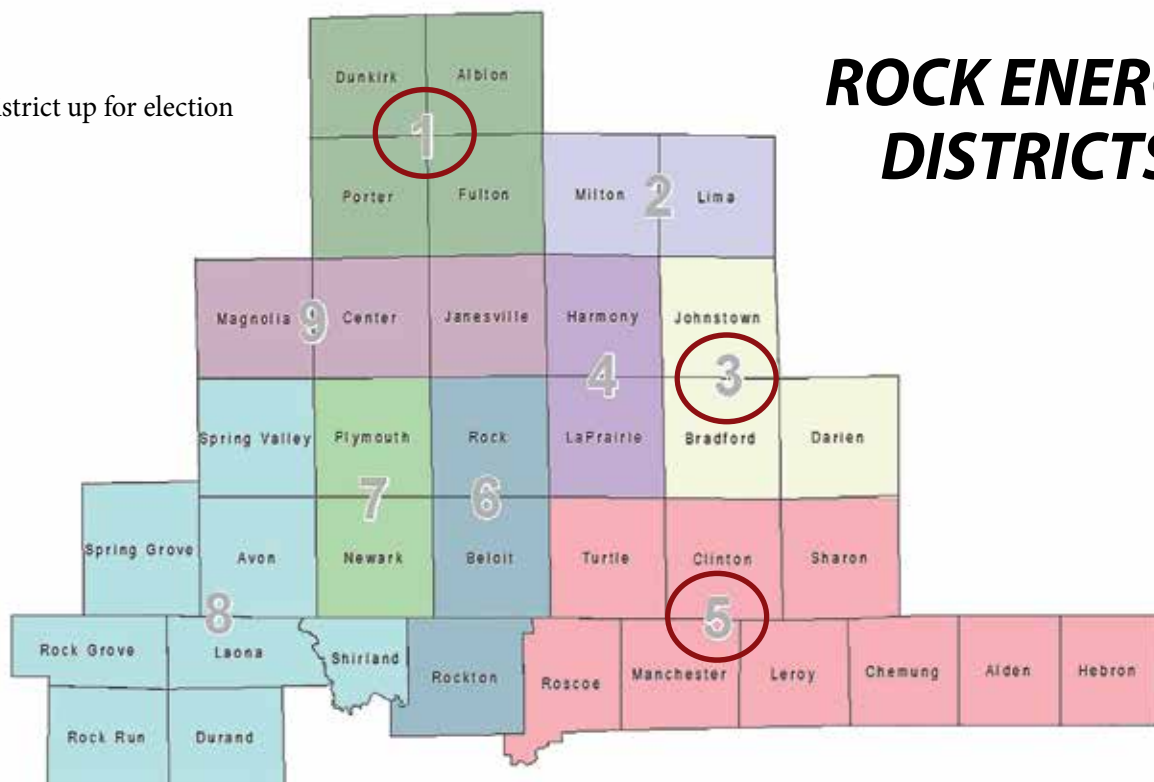 ROCK ENERG
DISTRICTS
strict up for election
Dunkirk Albion
1
Porter Fulton Milton 2 Lima
Magnolia 9 Center Janesville Harmony Johnstown
4 3
Spring Valley Plymouth Rock LaPrairie Bradford Darien
7 6
Spring Grove Avon Newark Beloit Turtle Clinton Sharon
8 5
Rock Grove Laona Shirland Rockton Roscoe Manchester Leroy Chemung Alden Hebron
Rock Run Durand